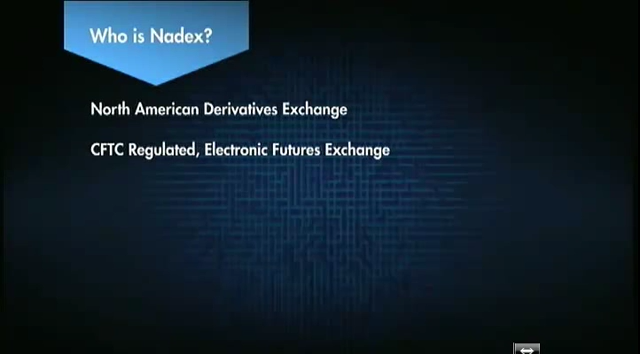 Who is Nadex?
North American Derivatives Exchange
CFTC Regulated, Electronic Futures Exchange